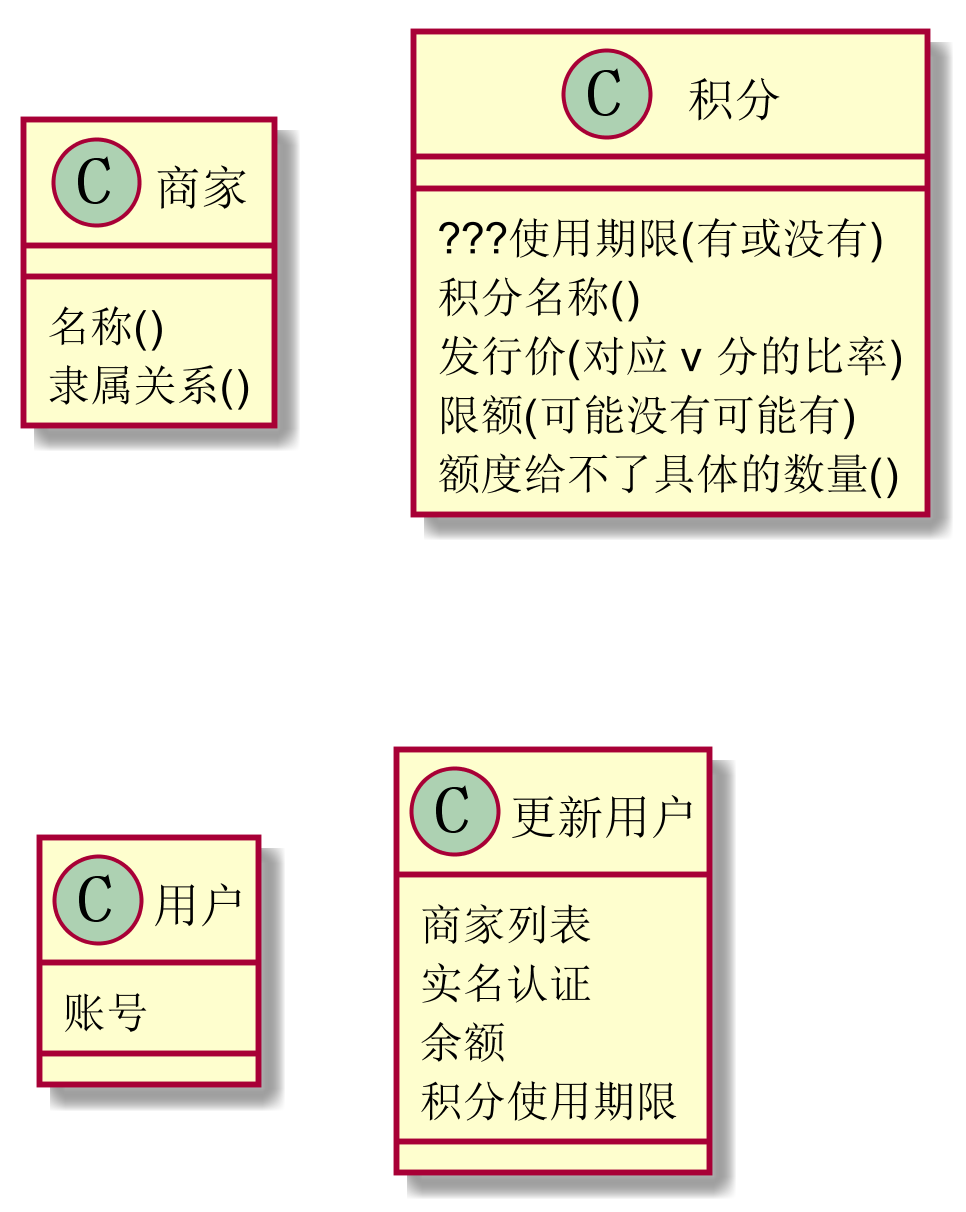 C 商家
名称()
隶属关系()
C 积分
???使用期限(有或没有)
积分名称()
发行价(对应 v 分的比率)
限额(可能没有可能有)
额度给不了具体的数量()
C 用户
账号
C 更新用户
商家列表
实名认证
余额
积分使用期限